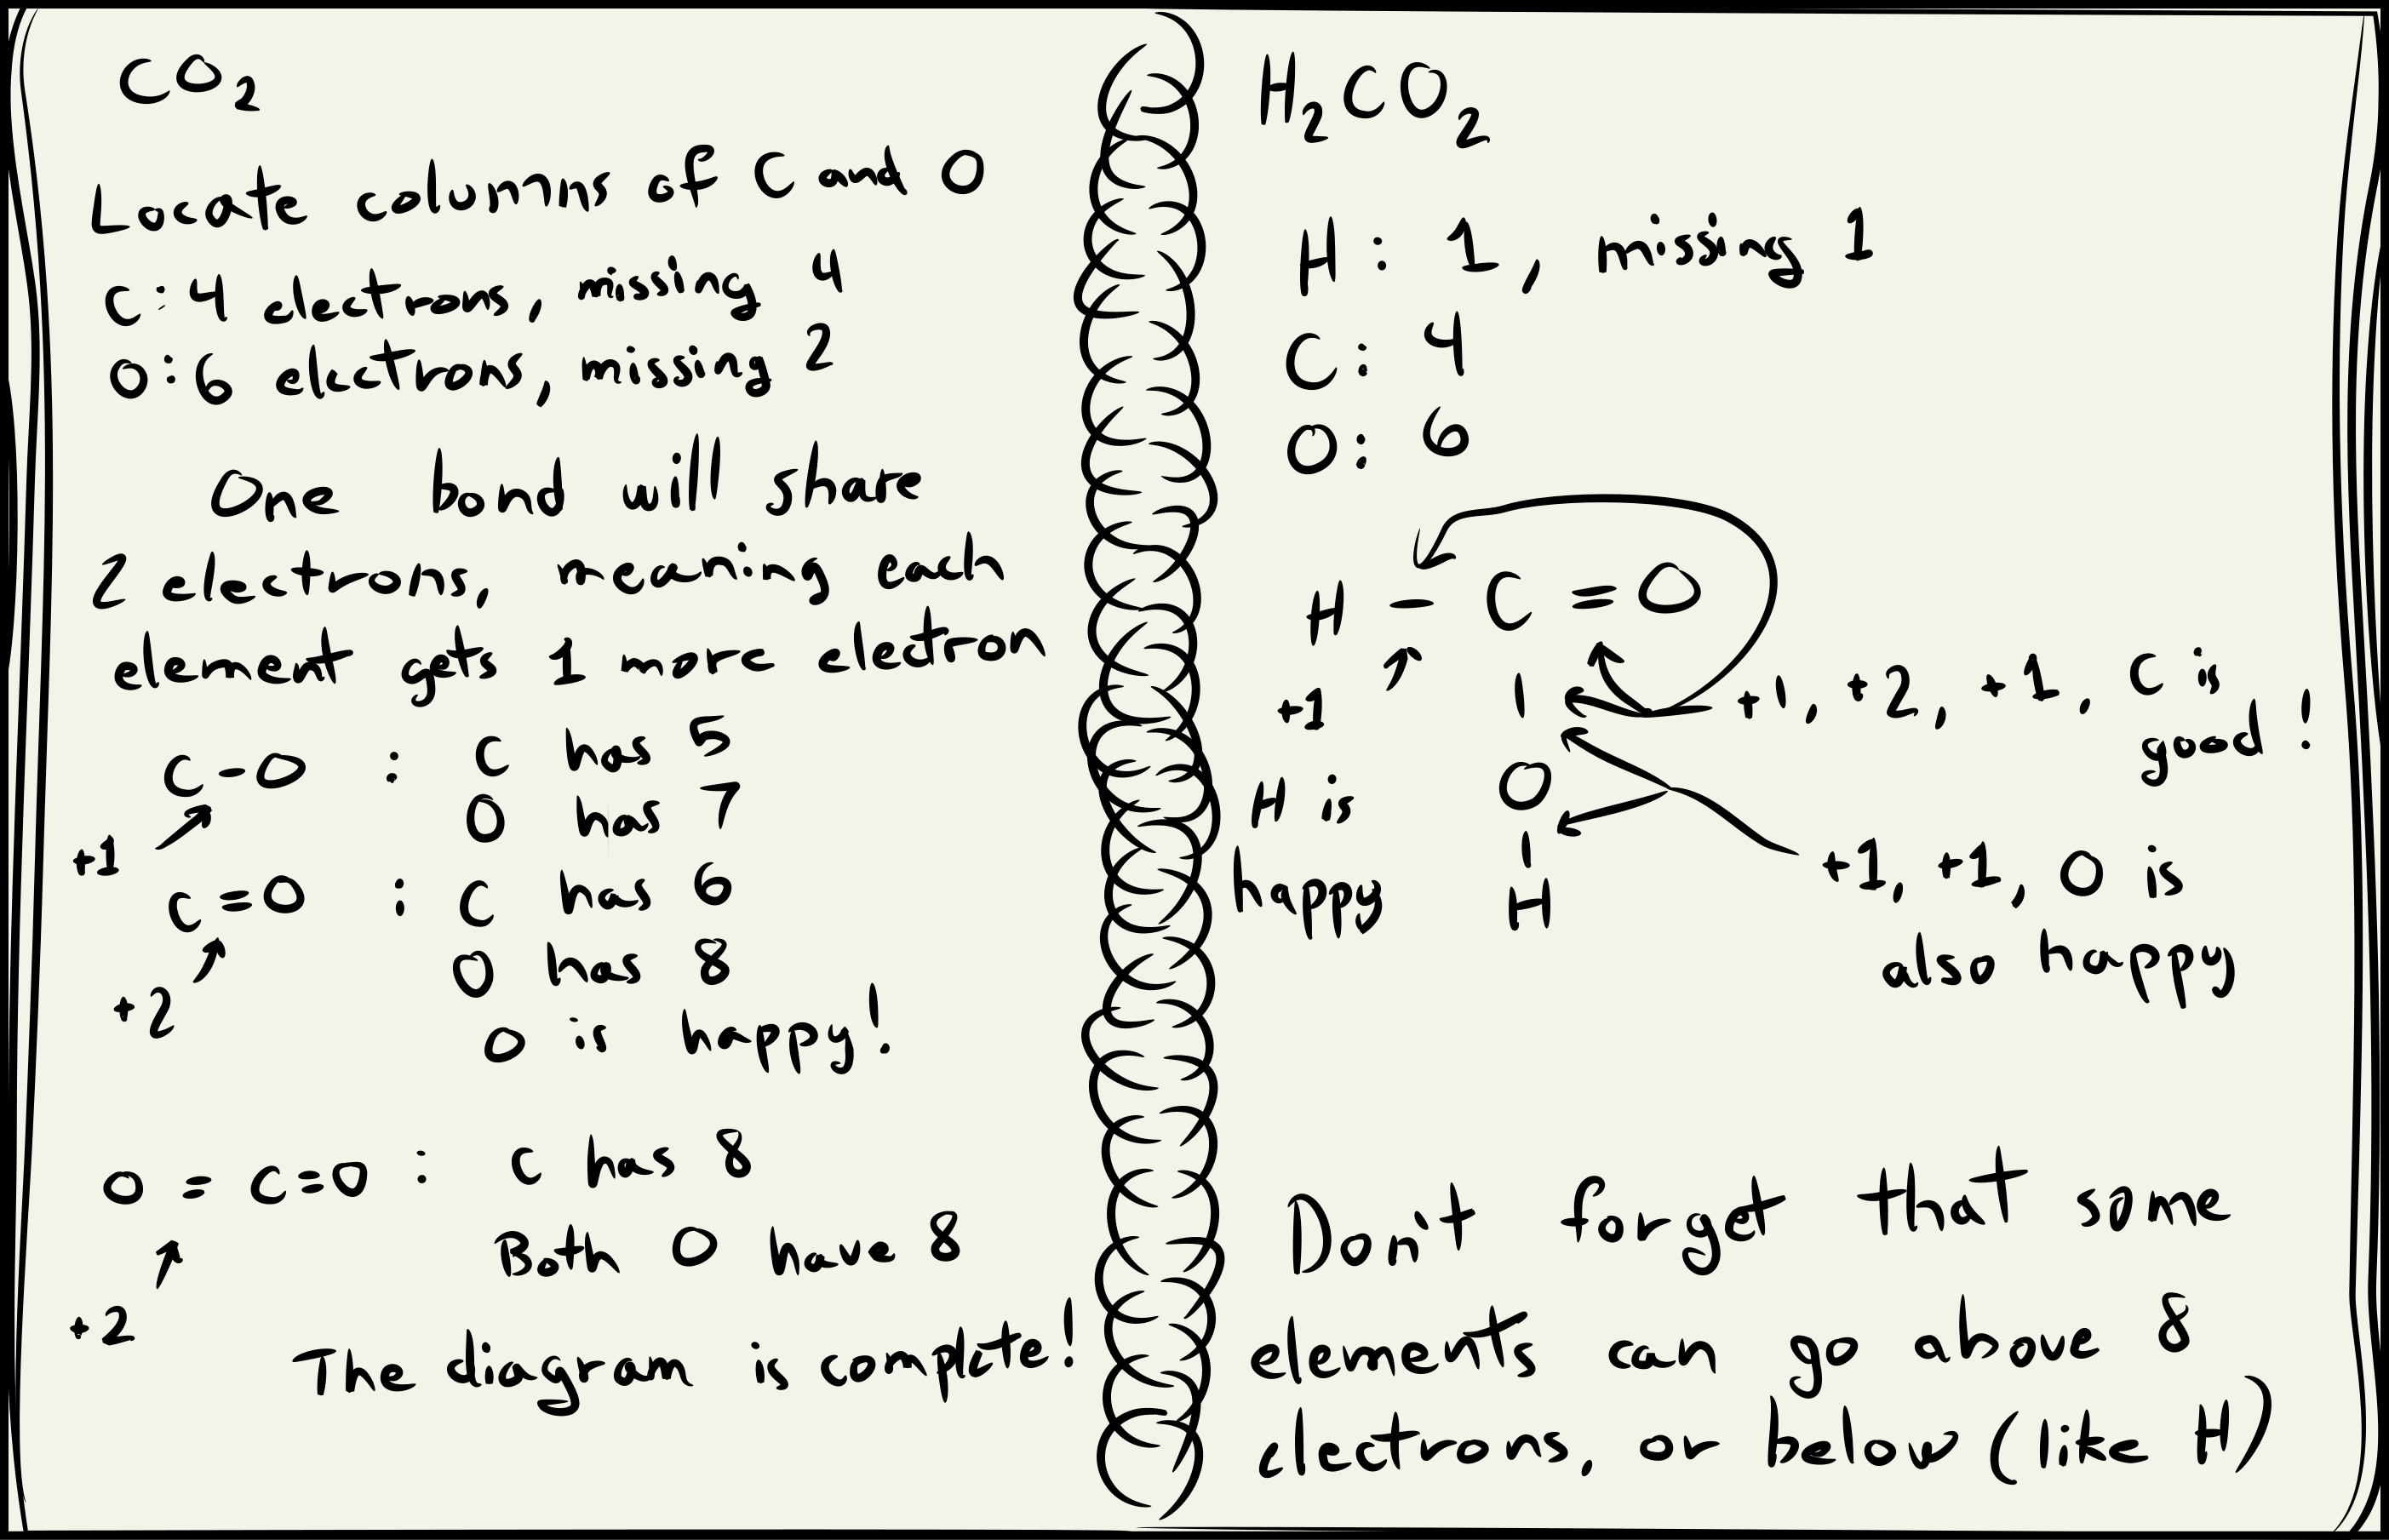 CO₂
Locate columns of C and O
C: 4 electrons, missing 4
O: 6 electrons, missing 2
One bond will share
2 electrons, meaning each
element gets 1 more electron
C-O : C has 5
O has 7
+1
C=O : C has 6
O has 8
+2
O is happy!
O=C=O : C has 8
Both O have 8
+2
The diagram is complete!
H₂CO₂
H: 1, missing 1
C: 4
O: 6
H - C = O
+1 | +1, +2, +1, C is
good!
H is O
happy | +1, +1, O is
H
also happy
Don't forget that some
elements can go above 8
electrons, or below (like H)